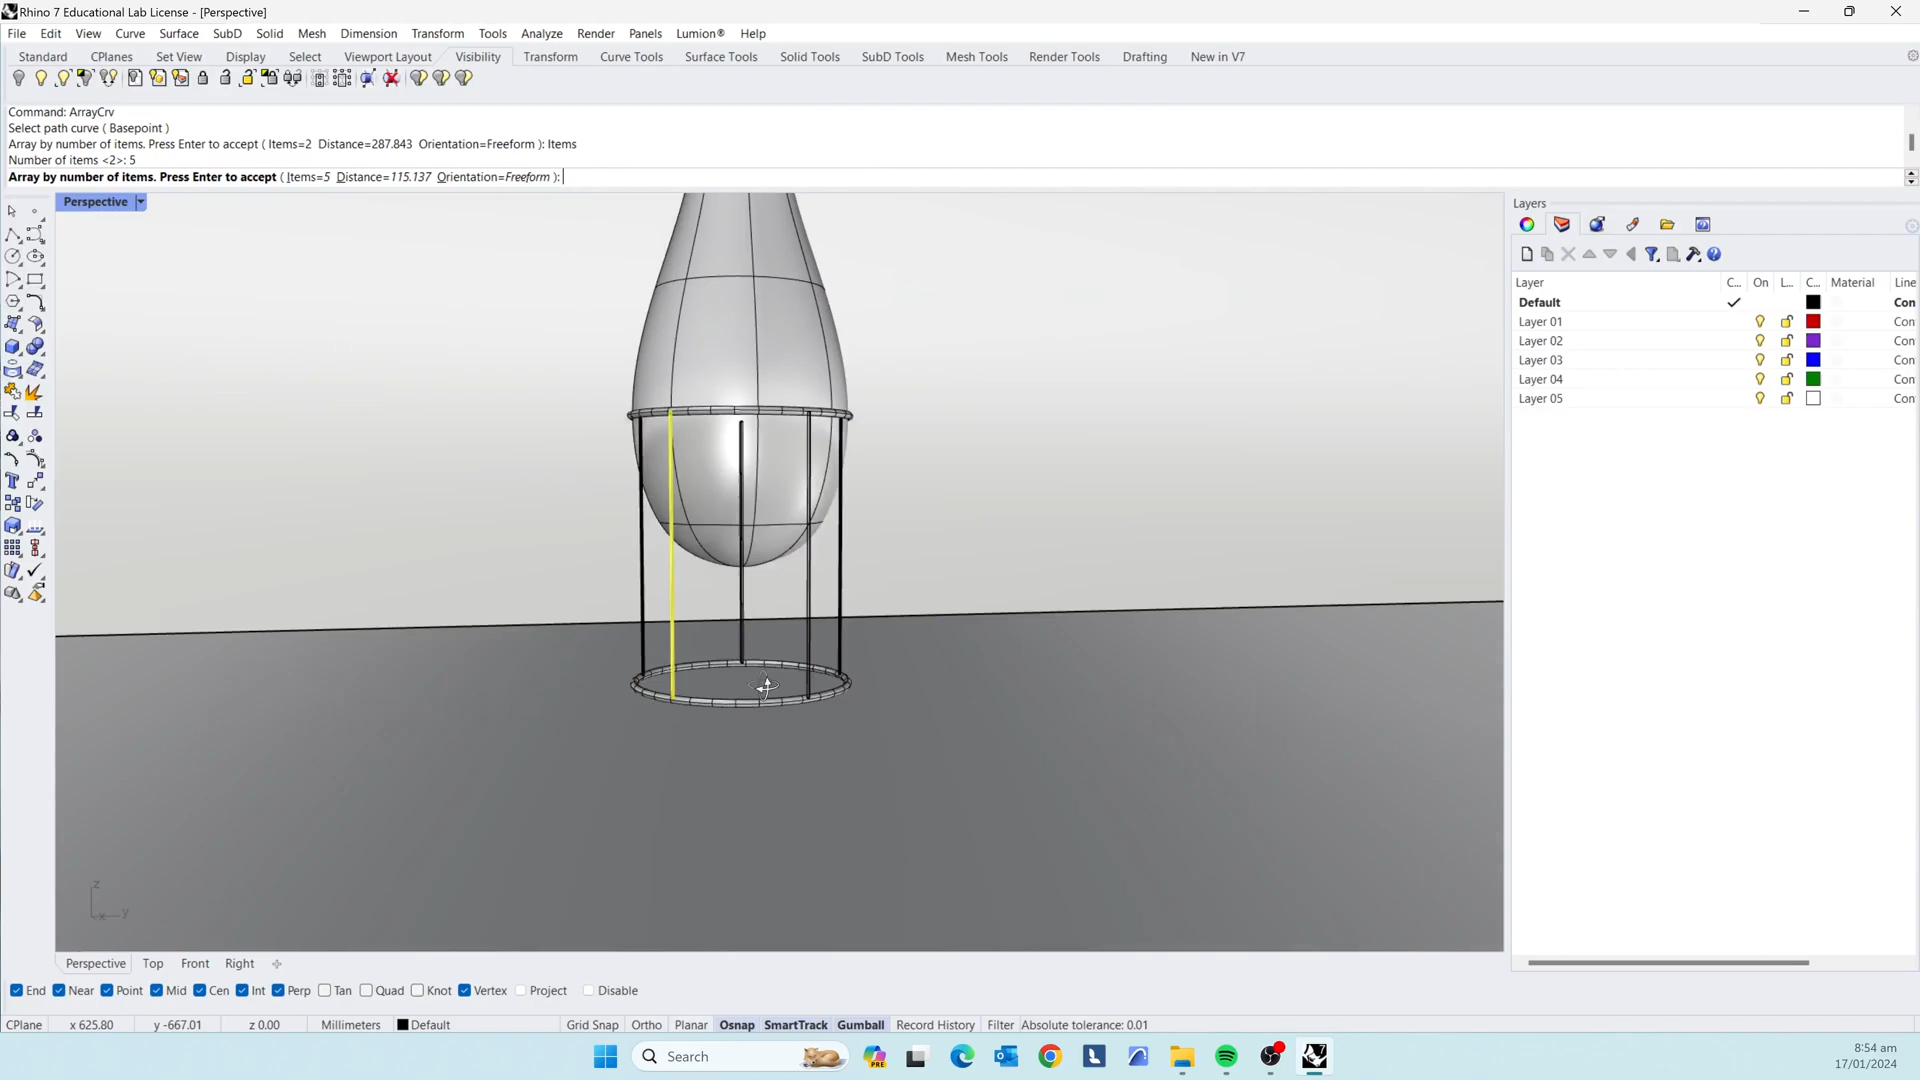 Rhino 7 Educational Lab License - [Perspective]
File Edit View Curve Surface SubD Solid Mesh Dimension Transform Tools Analyze Render Panels Lumion® Help
Standard CPlanes Set View Display Select Viewport Layout Visibility Transform Curve Tools Surface Tools Solid Tools SubD Tools Mesh Tools Render Tools Drafting New in V7
Command: ArrayCrv
Select path curve ( Basepoint )
Array by number of items. Press Enter to accept ( Items=2 Distance=287.843 Orientation=Freeform ): Items
Number of items <2>: 5
Array by number of items. Press Enter to accept ( Items=5 Distance=115.137 Orientation=Freeform ):
Perspective
Layers
Layer C... On L... C... Material Line
Default Con
Layer 01 Con
Layer 02 Con
Layer 03 Con
Layer 04 Con
Layer 05 Con
z
x y
Perspective Top Front Right
End Near Point Mid Cen Int Perp Tan Quad Knot Vertex Project Disable
CPlane x 625.80 y -667.01 z 0.00 Millimeters Default Grid Snap Ortho Planar Osnap SmartTrack Gumball Record History Filter Absolute tolerance: 0.01
Search
PRE
8:54 am
17/01/2024